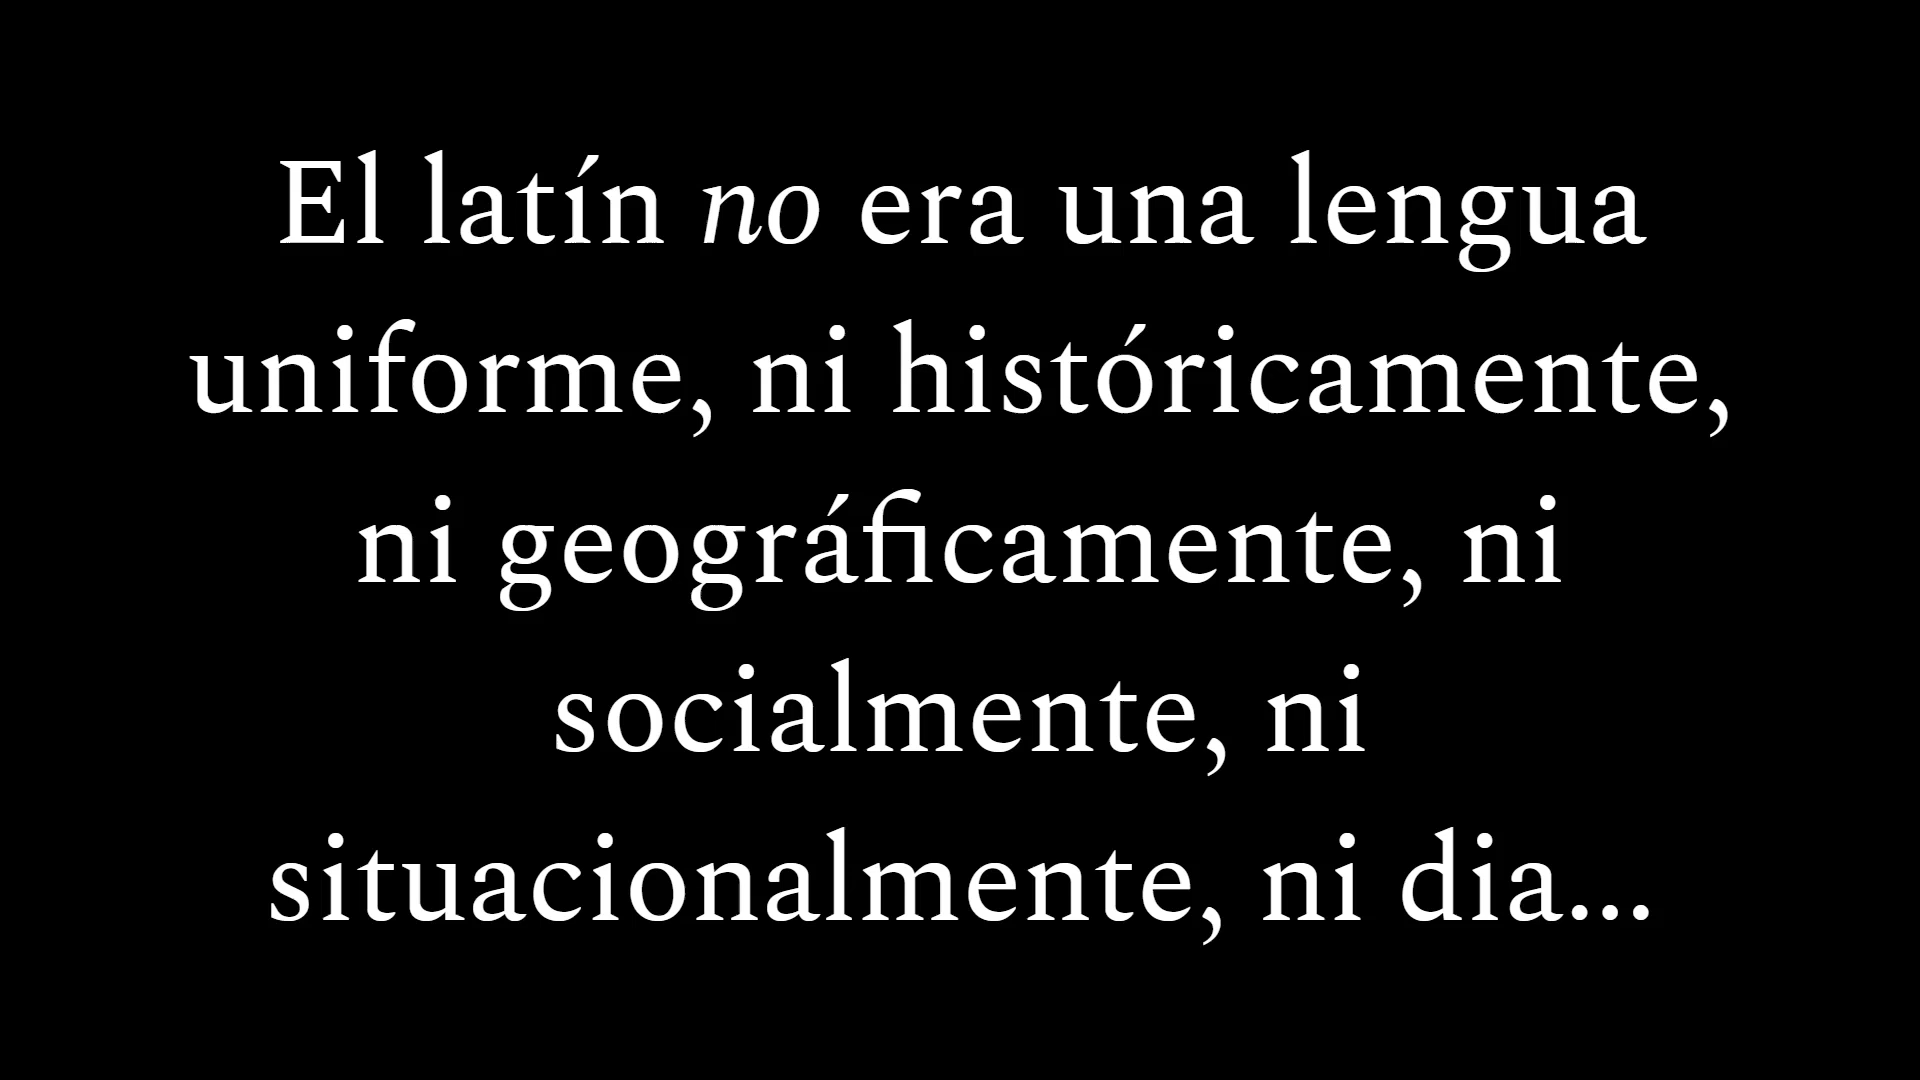 El latín no era una lengua
uniforme, ni históricamente,
ni geográficamente, ni
socialmente, ni
situacionalmente, ni dia...